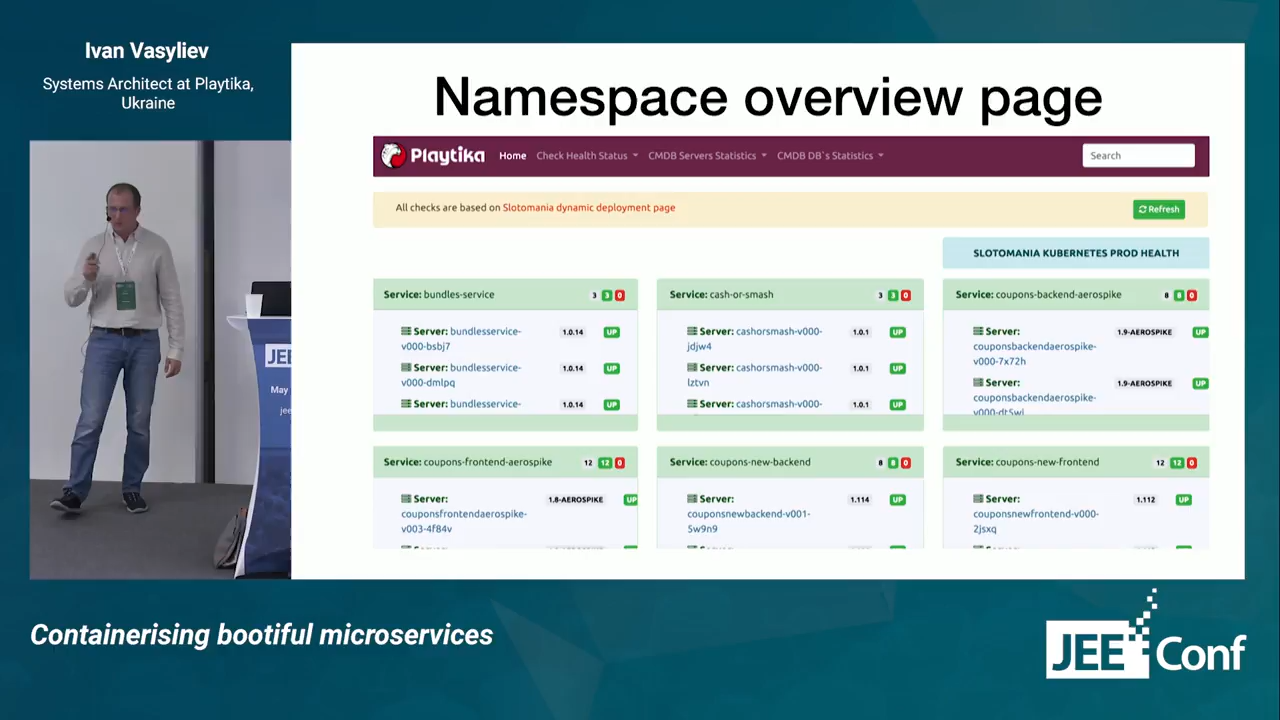 Ivan Vasyliev
Systems Architect at Playtika,
Ukraine
Namespace overview page
Playtika Home Check Health Status CMDB Servers Statistics CMDB DB`s Statistics Search
All checks are based on Slotomania dynamic deployment page Refresh
SLOTOMANIA KUBERNETES PROD HEALTH
Service: bundles-service 3 3 0
Server: bundlesservice- 1.0.14 UP
v000-bsbj7
Server: bundlesservice- 1.0.14 UP
v000-dmlpq
Server: bundlesservice- 1.0.14 UP
Service: cash-or-smash 3 3 0
Server: cashorsmash-v000- 1.0.1 UP
jdjw4
Server: cashorsmash-v000- 1.0.1 UP
lztvn
Server: cashorsmash-v000- 1.0.1 UP
Service: coupons-backend-aerospike 8 8 0
Server: 1.9-AEROSPIKE UP
couponsbackendaerospike-
v000-7x72h
Server: 1.9-AEROSPIKE UP
couponsbackendaerospike-
v000-dt5wl
Service: coupons-frontend-aerospike 12 12 0
Server: 1.8-AEROSPIKE UP
couponsfrontendaerospike-
v003-4f84v
Service: coupons-new-backend 8 8 0
Server: 1.114 UP
couponsnewbackend-v001-
5w9n9
Service: coupons-new-frontend 12 12 0
Server: 1.112 UP
couponsnewfrontend-v000-
2jsxq
JEE
May
jee
Containerising bootiful microservices
JEE Conf